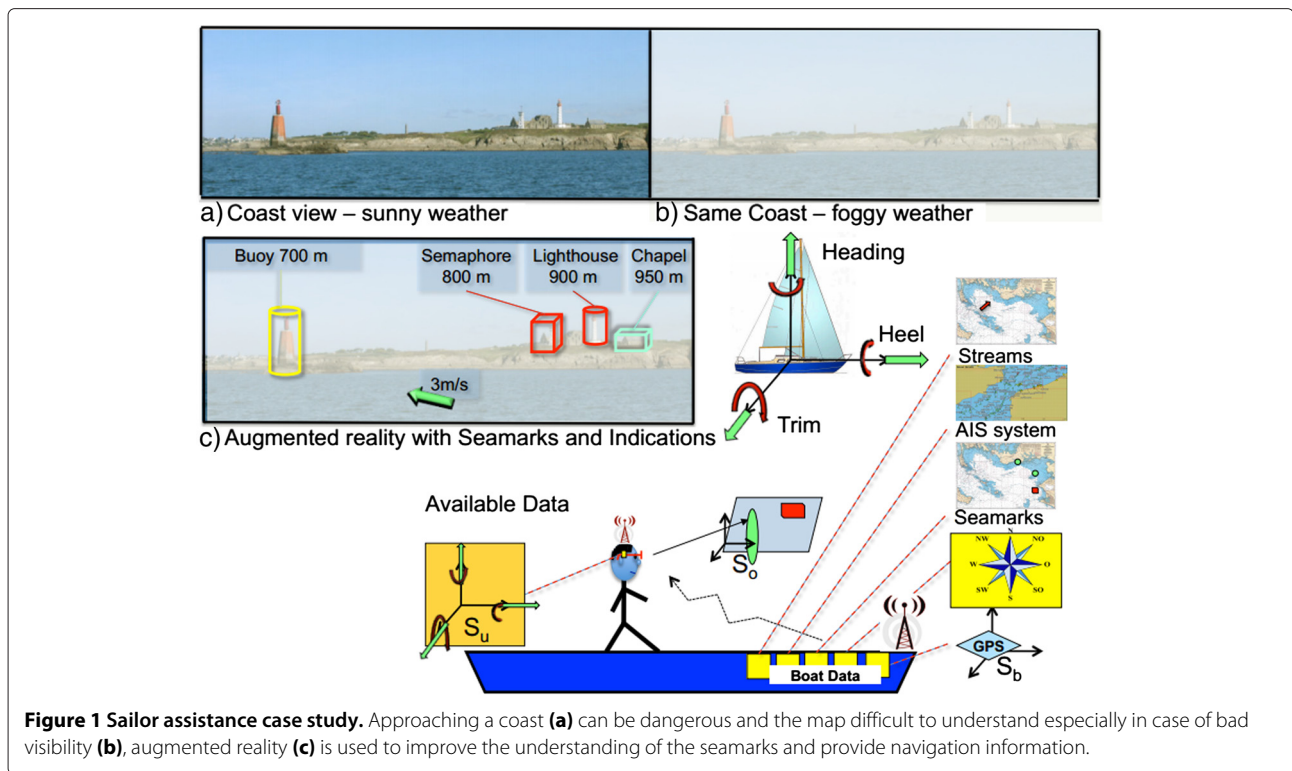 a) Coast view – sunny weather
b) Same Coast – foggy weather
Buoy 700 m
Semaphore
800 m
Lighthouse
900 m
Chapel
950 m
3m/s
c) Augmented reality with Seamarks and Indications
Heading
Heel
Trim
Streams
AIS system
Seamarks
Available Data
S_u
S_o
N
NW
NO
W
O
SW
SO
S
GPS
S_b
Boat Data
Figure 1 Sailor assistance case study. Approaching a coast (a) can be dangerous and the map difficult to understand especially in case of bad
visibility (b), augmented reality (c) is used to improve the understanding of the seamarks and provide navigation information.